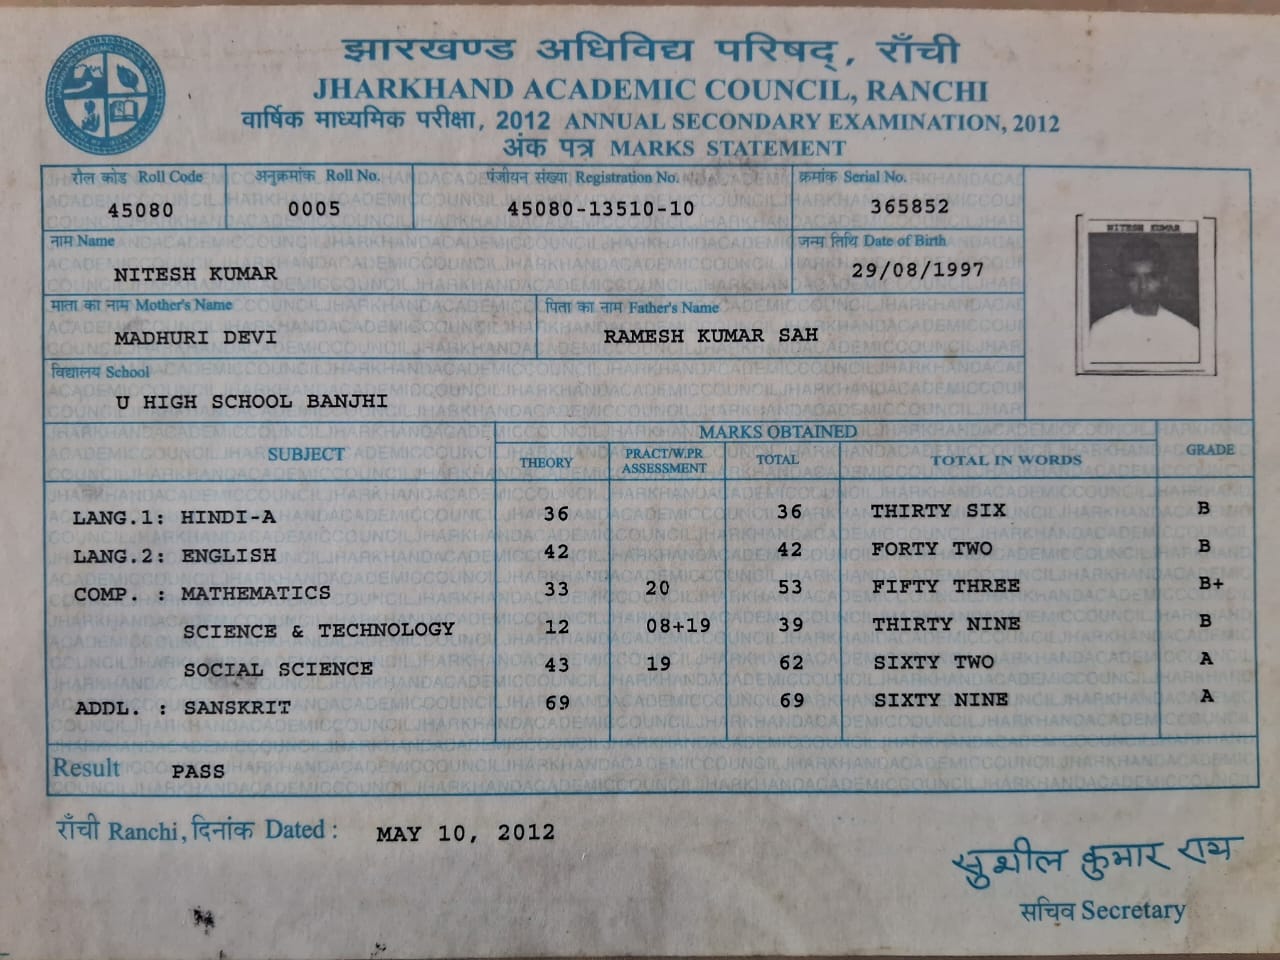 झारखण्ड अधिविद्य परिषद्, राँची
JHARKHAND ACADEMIC COUNCIL, RANCHI
वार्षिक माध्यमिक परीक्षा, 2012 ANNUAL SECONDARY EXAMINATION, 2012
अंक पत्र MARKS STATEMENT
रौल कोड Roll Code अनुक्रमांक Roll No. पंजीयन संख्या Registration No. क्रमांक Serial No.
45080 0005 45080-13510-10 365852
नाम Name जन्म तिथि Date of Birth
NITESH KUMAR 29/08/1997
NITESH KUMAR
माता का नाम Mother's Name पिता का नाम Father's Name
MADHURI DEVI RAMESH KUMAR SAH
विद्यालय School
U HIGH SCHOOL BANJHI
MARKS OBTAINED
SUBJECT THEORY PRACT/W.PR ASSESSMENT TOTAL TOTAL IN WORDS GRADE
LANG.1: HINDI-A 36 36 THIRTY SIX B
LANG.2: ENGLISH 42 42 FORTY TWO B
COMP. : MATHEMATICS 33 20 53 FIFTY THREE B+
SCIENCE & TECHNOLOGY 12 08+19 39 THIRTY NINE B
SOCIAL SCIENCE 43 19 62 SIXTY TWO A
ADDL. : SANSKRIT 69 69 SIXTY NINE A
Result PASS
राँची Ranchi, दिनांक Dated : MAY 10, 2012
सुशील कुमार राय
सचिव Secretary